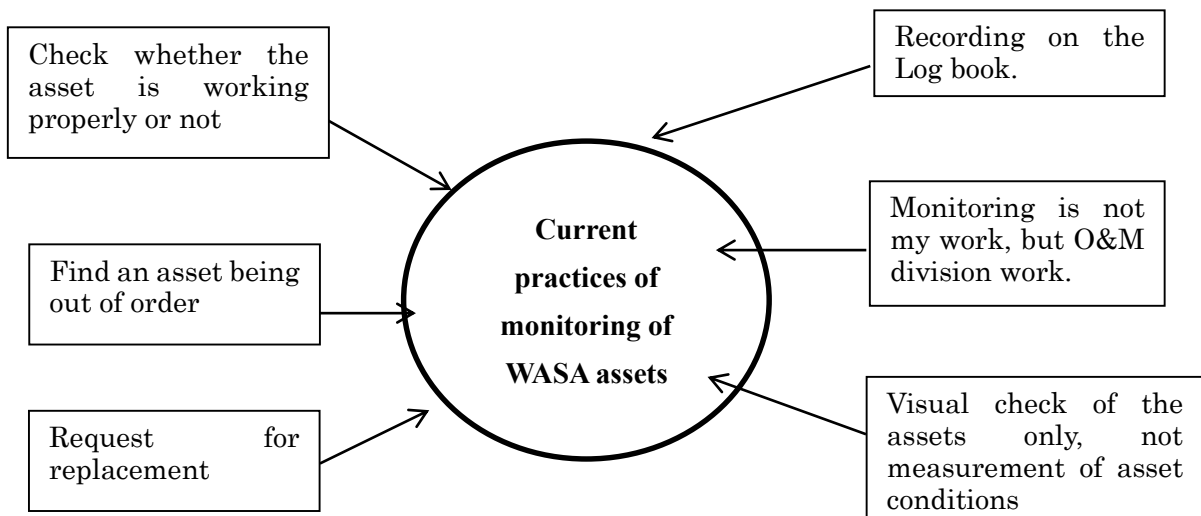 Check whether the
asset is working
properly or not
Find an asset being
out of order
Request for
replacement
Current
practices of
monitoring of
WASA assets
Recording on the
Log book.
Monitoring is not
my work, but O&M
division work.
Visual check of the
assets only, not
measurement of asset
conditions